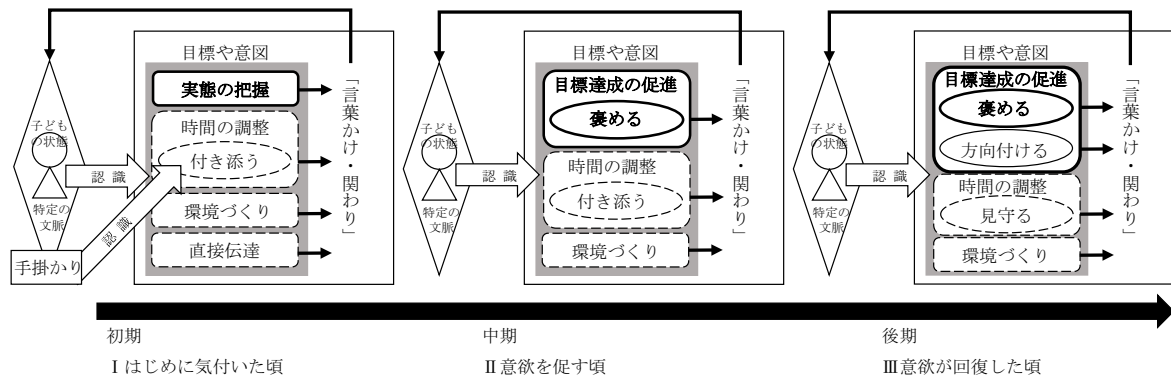 目標や意図
実態の把握
時間の調整
付き添う
環境づくり
直接伝達
「言葉かけ・関わり」
子ども
の状態
特定の
文脈
認 識
認 識
手掛かり
目標や意図
目標達成の促進
褒める
時間の調整
付き添う
環境づくり
「言葉かけ・関わり」
子ども
の状態
特定の
文脈
認 識
目標や意図
目標達成の促進
褒める
方向付ける
時間の調整
見守る
環境づくり
「言葉かけ・関わり」
子ども
の状態
特定の
文脈
認 識
初期
Ⅰはじめに気付いた頃
中期
Ⅱ意欲を促す頃
後期
Ⅲ意欲が回復した頃